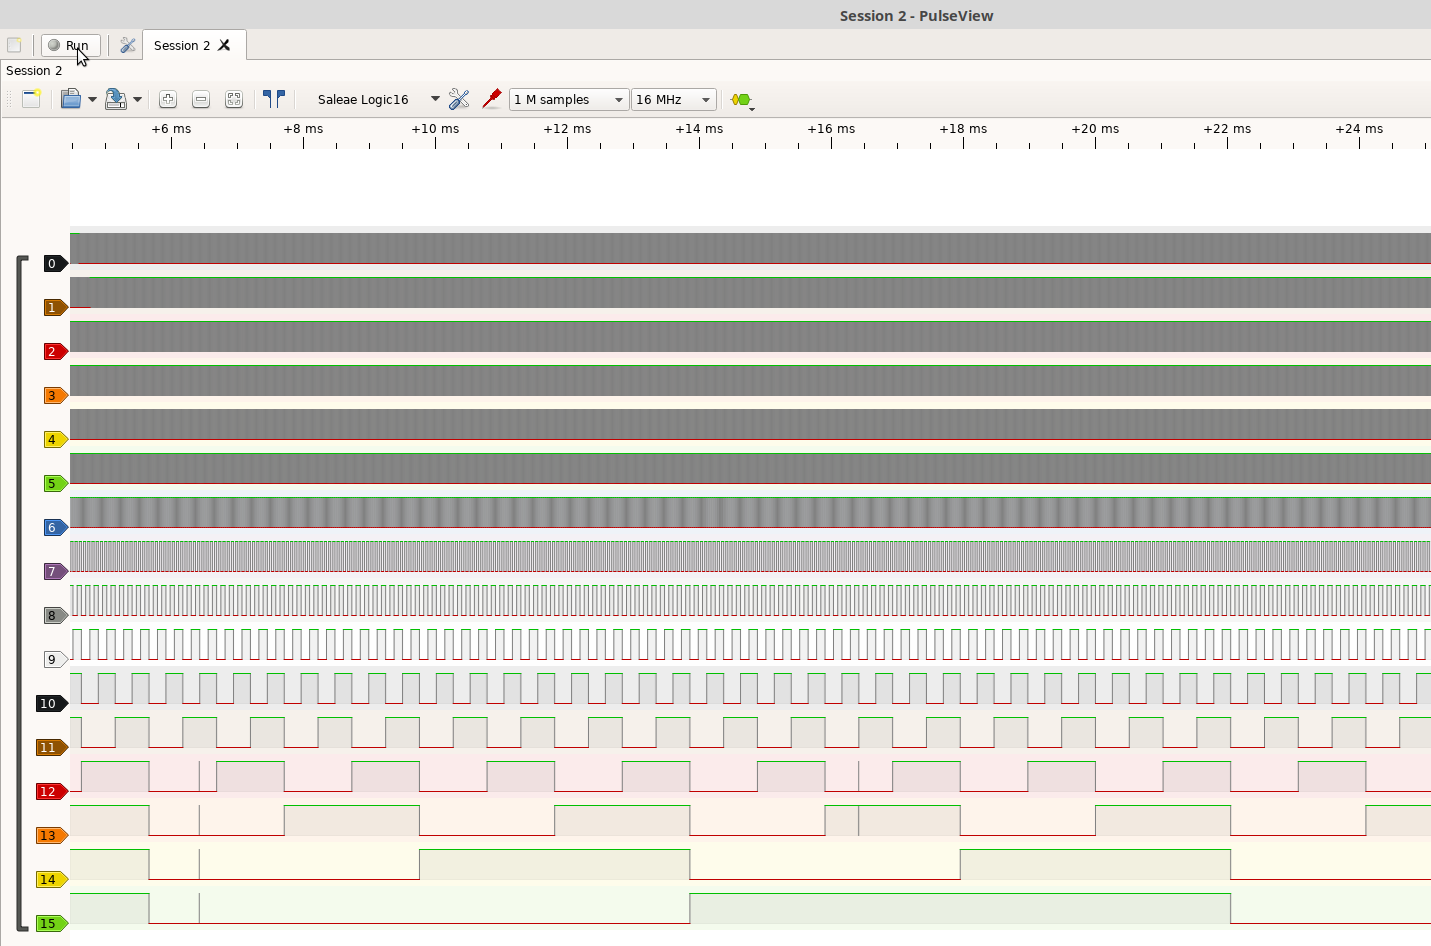 Session 2 - PulseView
Run
Session 2
Session 2
Saleae Logic16
1 M samples
16 MHz
+6 ms +8 ms +10 ms +12 ms +14 ms +16 ms +18 ms +20 ms +22 ms +24 ms
0
1
2
3
4
5
6
7
8
9
10
11
12
13
14
15